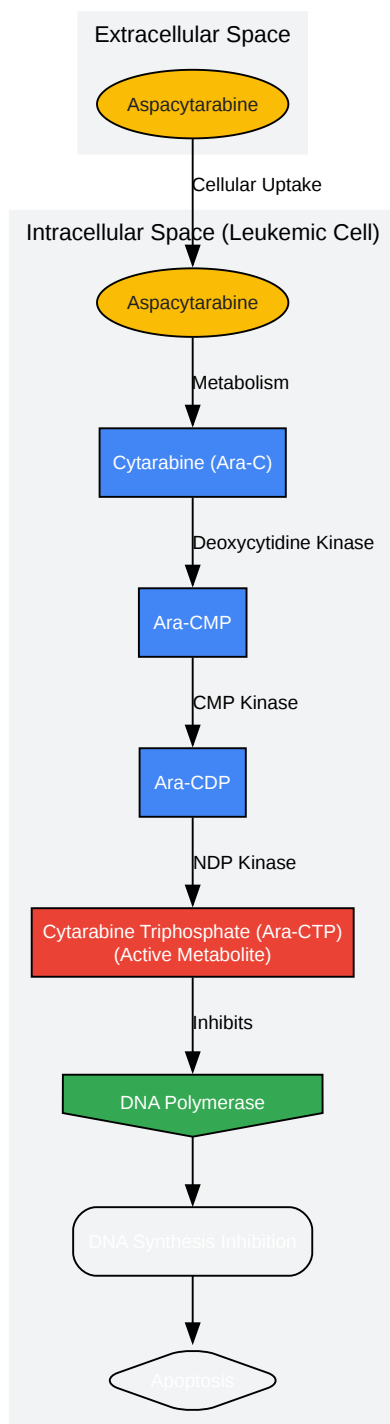 Extracellular Space
Aspacytarabine
Cellular Uptake
Intracellular Space (Leukemic Cell)
Aspacytarabine
Metabolism
Cytarabine (Ara-C)
Deoxycytidine Kinase
Ara-CMP
CMP Kinase
Ara-CDP
NDP Kinase
Cytarabine Triphosphate (Ara-CTP)
(Active Metabolite)
Inhibits
DNA Polymerase
DNA Synthesis Inhibition
Apoptosis